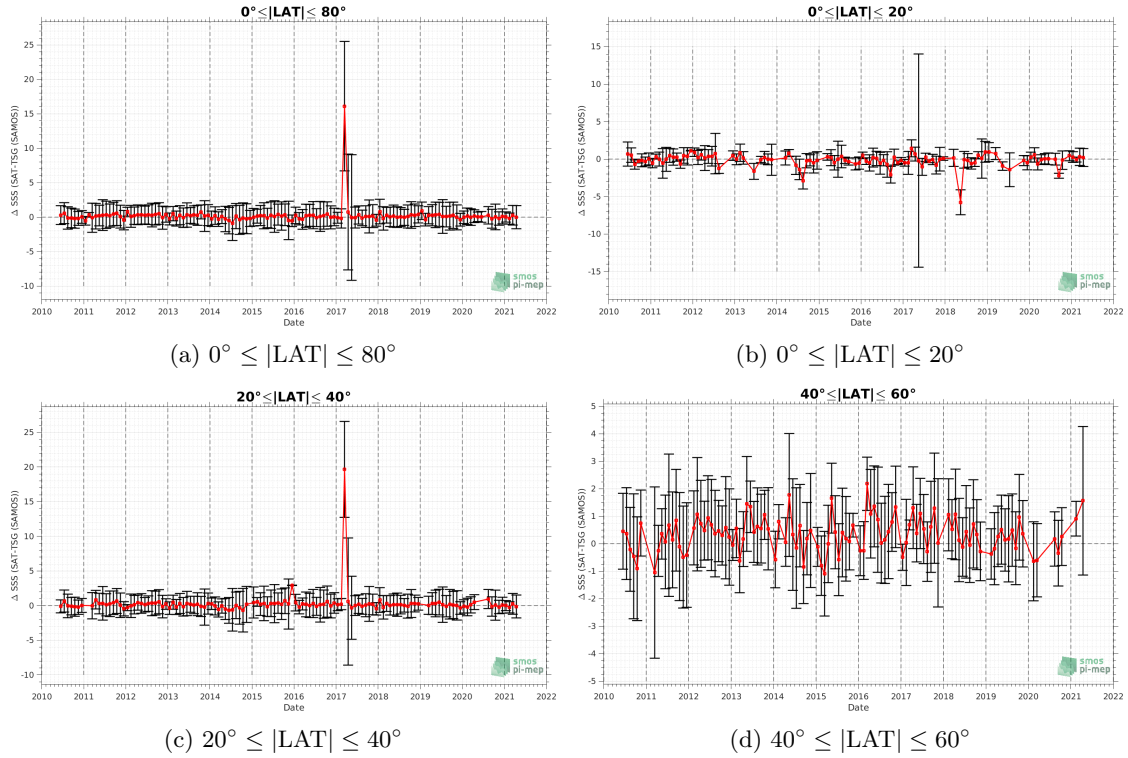 0°≤|LAT|≤ 80°
Δ SSS (SAT-TSG (SAMOS))
25
20
15
10
5
0
-5
-10
2010 2011 2012 2013 2014 2015 2016 2017 2018 2019 2020 2021 2022
Date
smos
pi-mep
(a) 0° ≤ |LAT| ≤ 80°
0°≤|LAT|≤ 20°
Δ SSS (SAT-TSG (SAMOS))
15
10
5
0
-5
-10
-15
2010 2011 2012 2013 2014 2015 2016 2017 2018 2019 2020 2021 2022
Date
smos
pi-mep
(b) 0° ≤ |LAT| ≤ 20°
20°≤|LAT|≤ 40°
Δ SSS (SAT-TSG (SAMOS))
25
20
15
10
5
0
-5
-10
2010 2011 2012 2013 2014 2015 2016 2017 2018 2019 2020 2021 2022
Date
smos
pi-mep
(c) 20° ≤ |LAT| ≤ 40°
40°≤|LAT|≤ 60°
Δ SSS (SAT-TSG (SAMOS))
5
4
3
2
1
0
-1
-2
-3
-4
-5
2010 2011 2012 2013 2014 2015 2016 2017 2018 2019 2020 2021 2022
Date
smos
pi-mep
(d) 40° ≤ |LAT| ≤ 60°